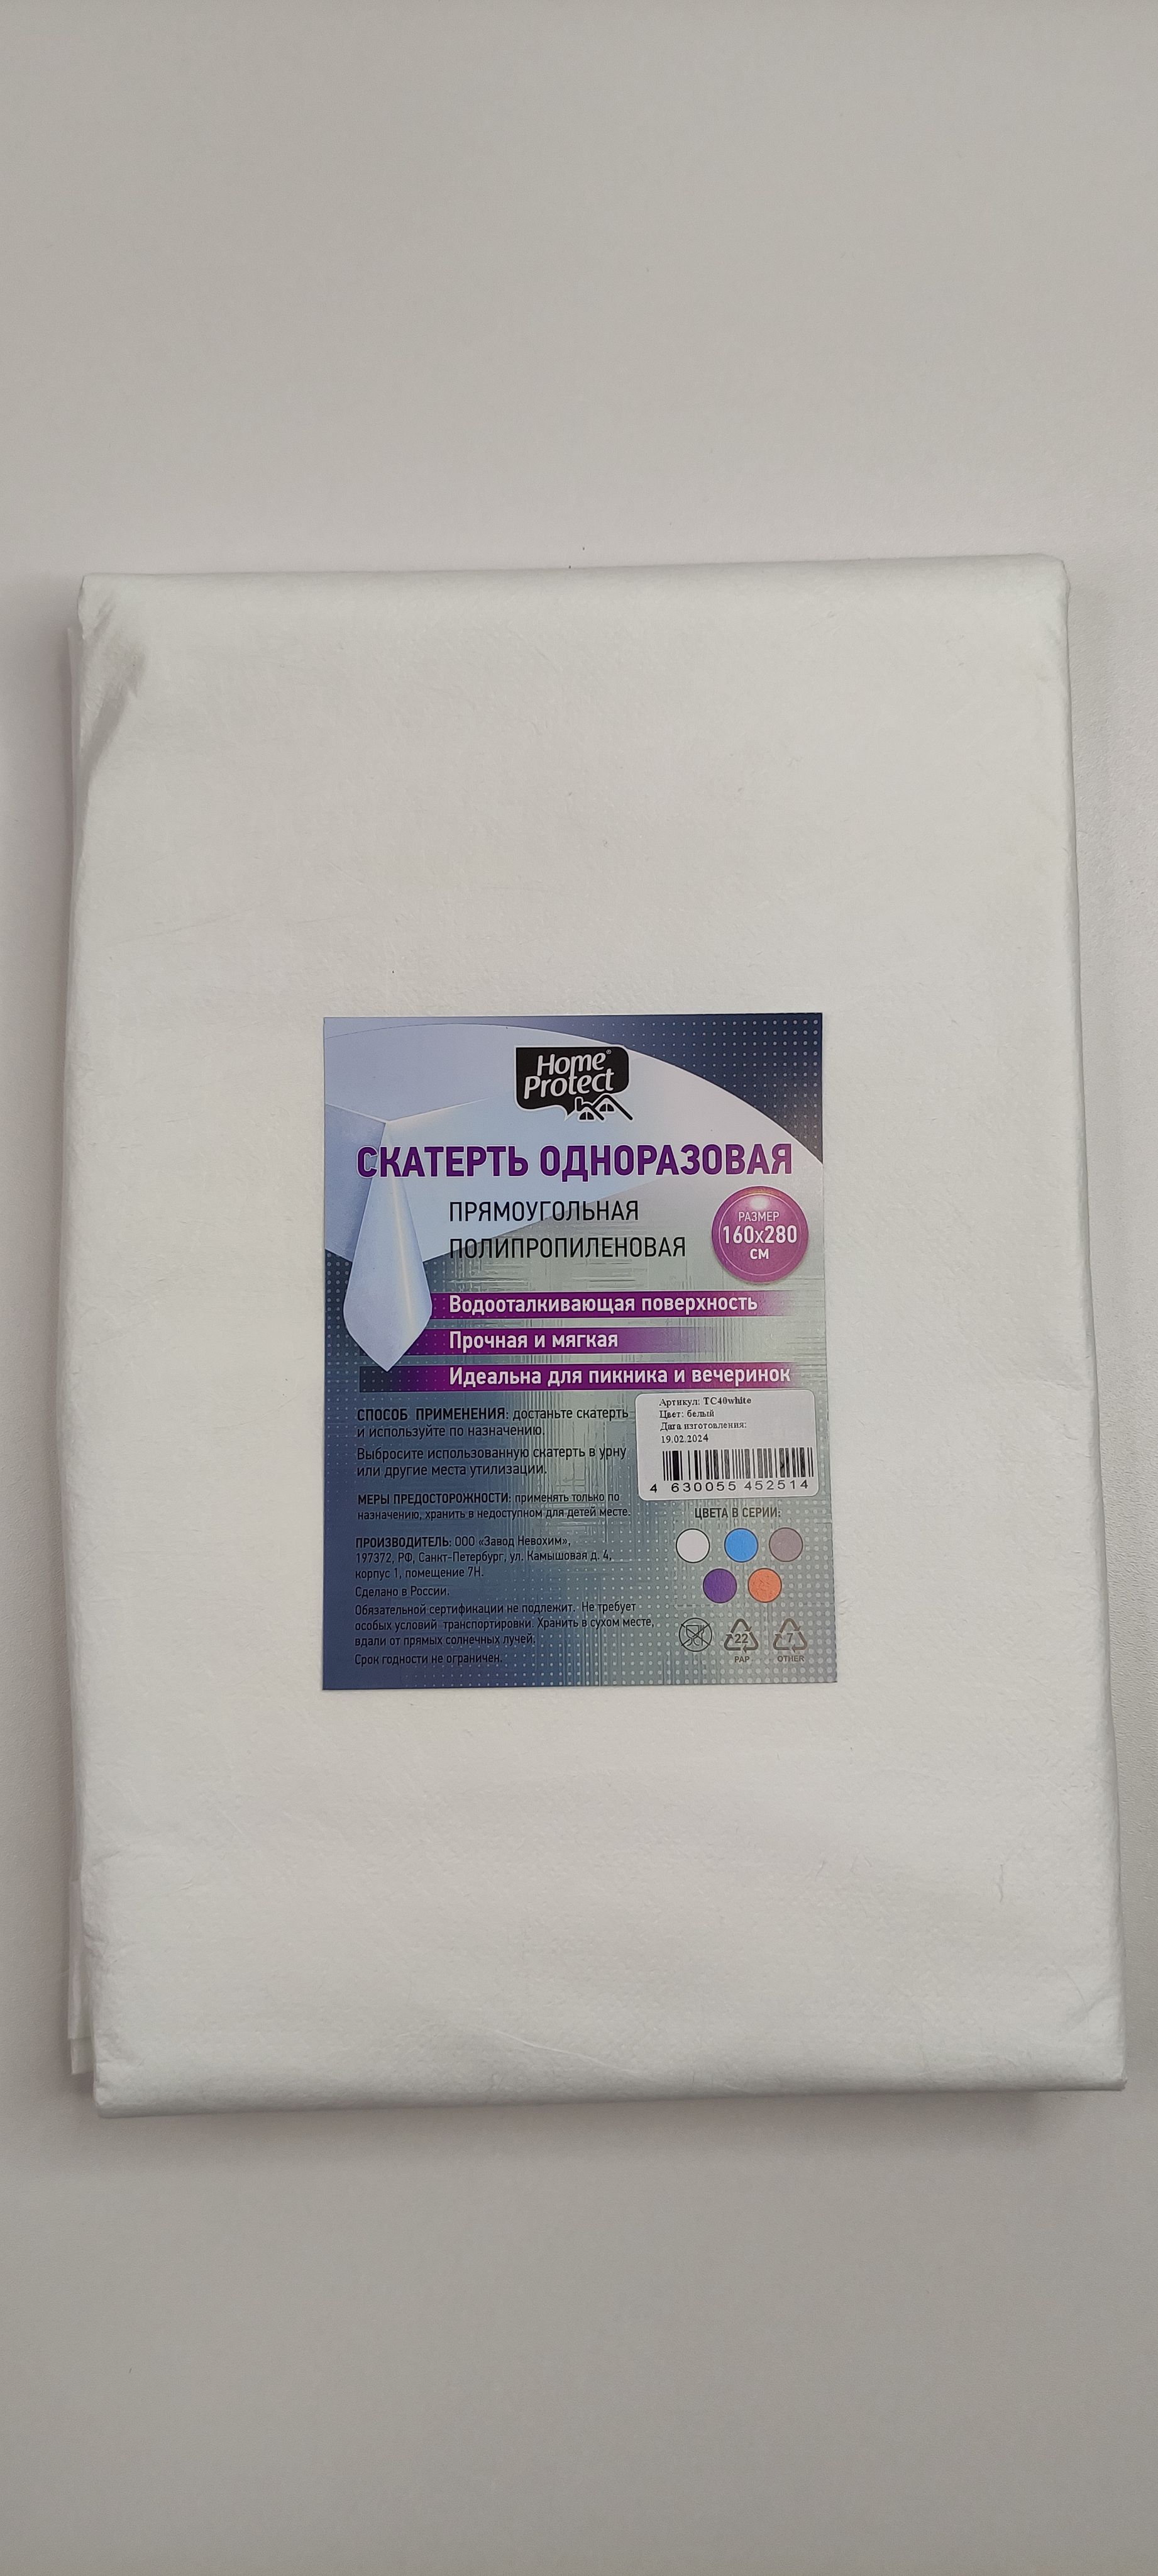 Home®
Protect
СКАТЕРТЬ ОДНОРАЗОВАЯ
ПРЯМОУГОЛЬНАЯ
ПОЛИПРОПИЛЕНОВАЯ
РАЗМЕР
160х280
СМ
Водооталкивающая поверхность
Прочная и мягкая
Идеальна для пикника и вечеринок
СПОСОБ ПРИМЕНЕНИЯ: достаньте скатерть
и используйте по назначению.
Выбросите использованную скатерть в урну
или другие места утилизации.
МЕРЫ ПРЕДОСТОРОЖНОСТИ: применять только по
назначению, хранить в недоступном для детей месте.
ПРОИЗВОДИТЕЛЬ: ООО «Завод Невохим»,
197372, РФ, Санкт-Петербург, ул. Камышовая д. 4,
корпус 1, помещение 7Н.
Сделано в России.
Обязательной сертификации не подлежит. Не требует
особых условий транспортировки. Хранить в сухом месте,
вдали от прямых солнечных лучей.
Срок годности не ограничен.
Артикул: TC40white
Цвет: белый
Дата изготовления:
19.02.2024
4 630055 452514
ЦВЕТА В СЕРИИ:
22
PAP
7
OTHER